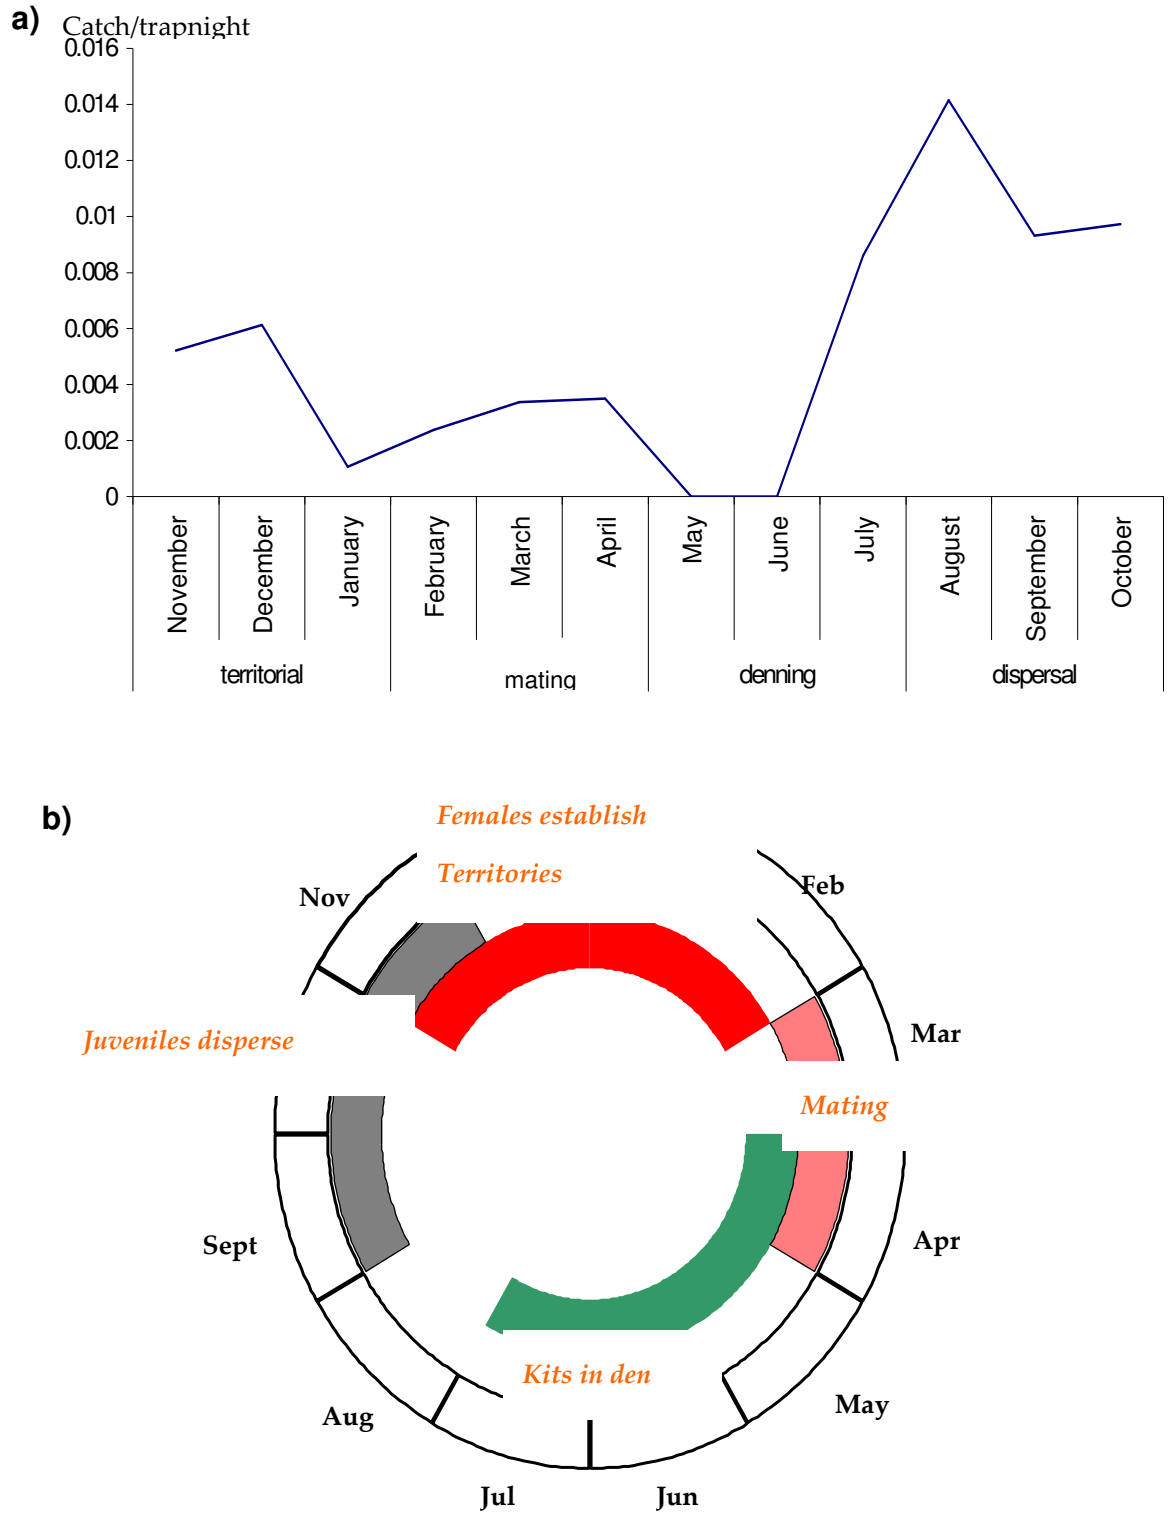 a)
Catch/trapnight
0.016
0.014
0.012
0.01
0.008
0.006
0.004
0.002
0
November
December
January
February
March
April
May
June
July
August
September
October
territorial
mating
denning
dispersal
b)
Females establish
Territories
Nov
Feb
Juveniles disperse
Mar
Mating
Sept
Apr
Kits in den
Aug
May
Jul
Jun